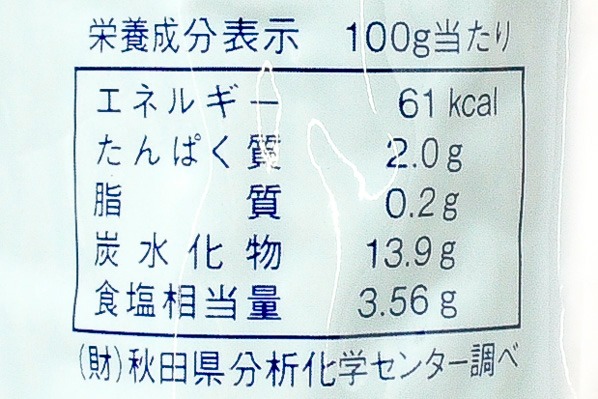 栄養成分表示 100g当たり
エネルギー 61kcal
たんぱく質 2.0g
脂質 0.2g
炭水化物 13.9g
食塩相当量 3.56g
(財)秋田県分析化学センター調べ